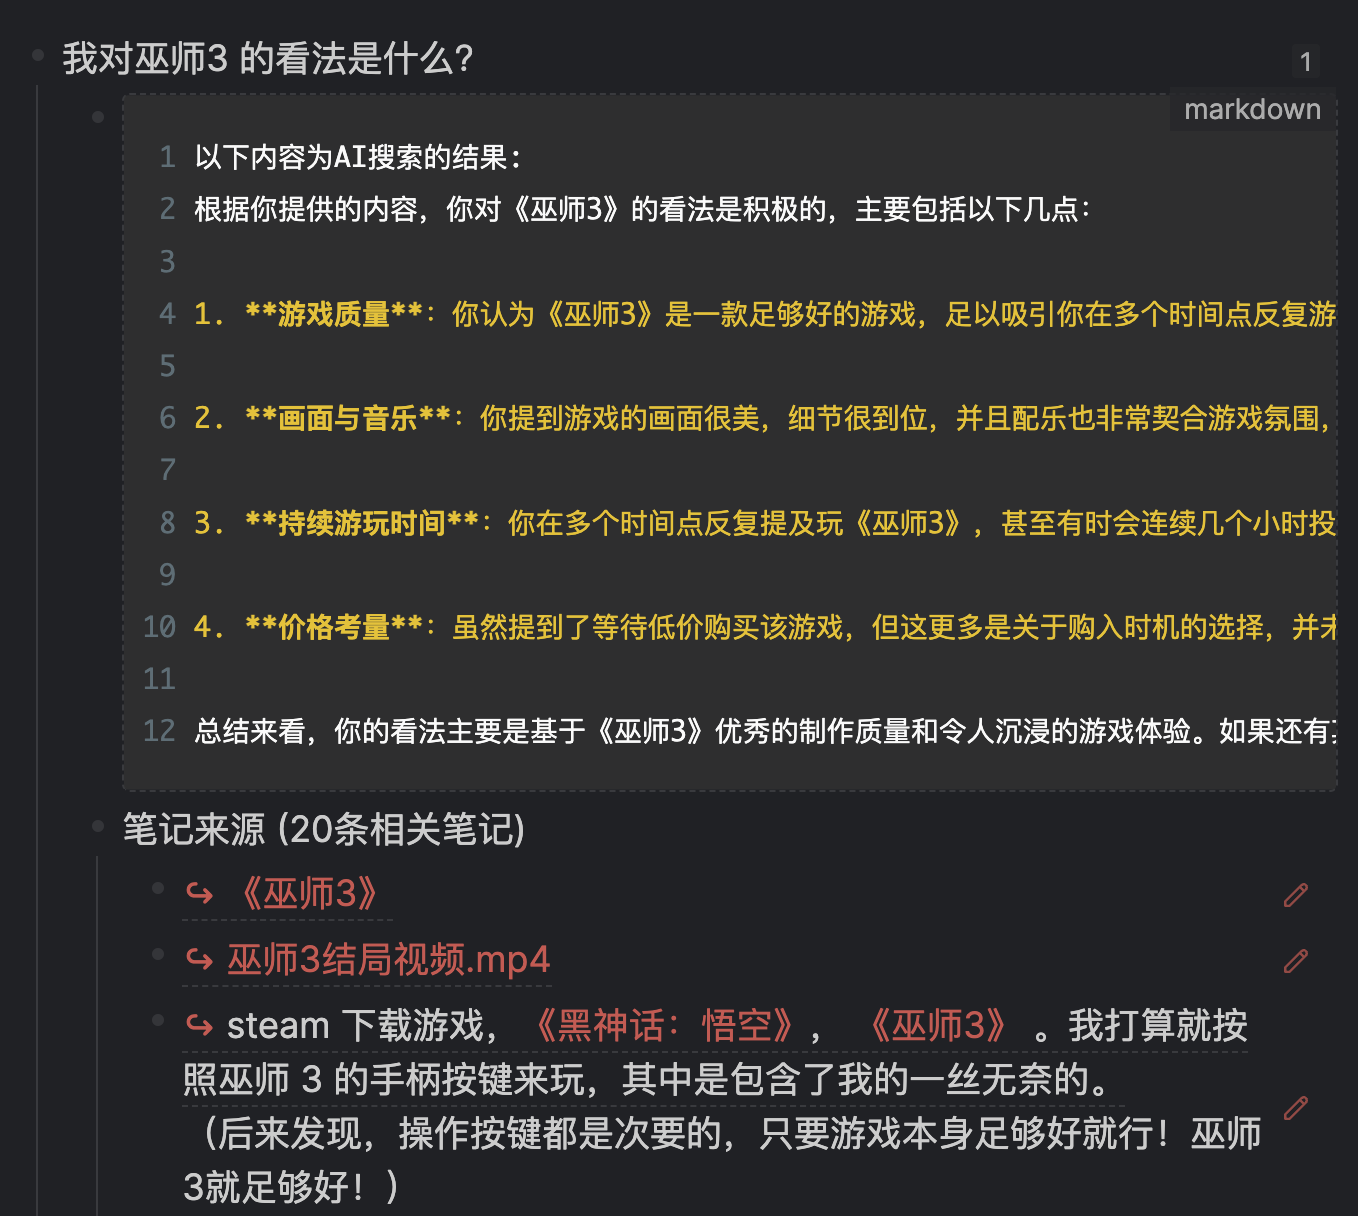 我对巫师3 的看法是什么?
1
markdown
1 以下内容为AI搜索的结果：
2 根据你提供的内容，你对《巫师3》的看法是积极的，主要包括以下几点：
3
4 1. **游戏质量**：你认为《巫师3》是一款足够好的游戏，足以吸引你在多个时间点反复游
5
6 2. **画面与音乐**：你提到游戏的画面很美，细节很到位，并且配乐也非常契合游戏氛围，
7
8 3. **持续游玩时间**：你在多个时间点反复提及玩《巫师3》，甚至有时会连续几个小时投
9
10 4. **价格考量**：虽然提到了等待低价购买该游戏，但这更多是关于购入时机的选择，并未
11
12 总结来看，你的看法主要是基于《巫师3》优秀的制作质量和令人沉浸的游戏体验。如果还有
笔记来源 (20条相关笔记)
↪ 《巫师3》
↪ 巫师3结局视频.mp4
↪ steam 下载游戏，《黑神话：悟空》，《巫师3》 。我打算就按
照巫师 3 的手柄按键来玩，其中是包含了我的一丝无奈的。
（后来发现，操作按键都是次要的，只要游戏本身足够好就行！巫师
3就足够好！）